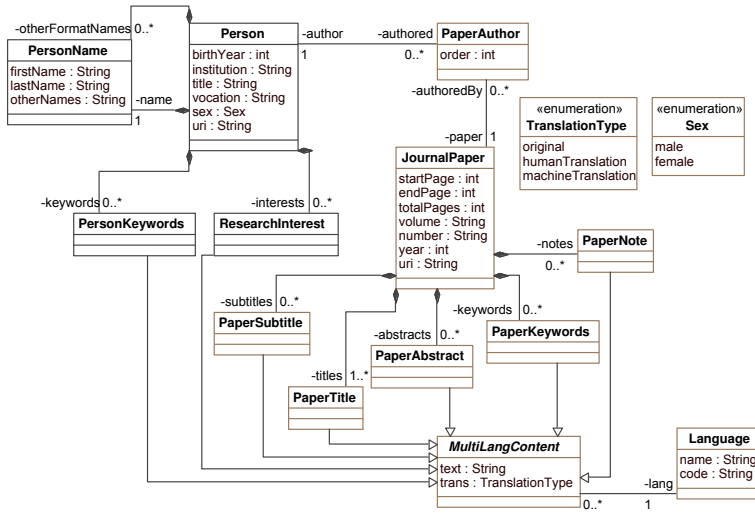 -otherFormatNames 0..*
PersonName
firstName : String
lastName : String
otherNames : String
-name
1
Person
birthYear : int
institution : String
title : String
vocation : String
sex : Sex
uri : String
-author
1
-authored
0..*
PaperAuthor
order : int
-authoredBy 0..*
-paper 1
«enumeration»
TranslationType
original
humanTranslation
machineTranslation
«enumeration»
Sex
male
female
-keywords 0..*
PersonKeywords
-interests 0..*
ResearchInterest
JournalPaper
startPage : int
endPage : int
totalPages : int
volume : String
number : String
year : int
uri : String
-notes
0..*
PaperNote
-subtitles 0..*
PaperSubtitle
-titles 1..*
PaperTitle
-abstracts 0..*
PaperAbstract
-keywords 0..*
PaperKeywords
MultiLangContent
text : String
trans : TranslationType
0..*
-lang
1
Language
name : String
code : String